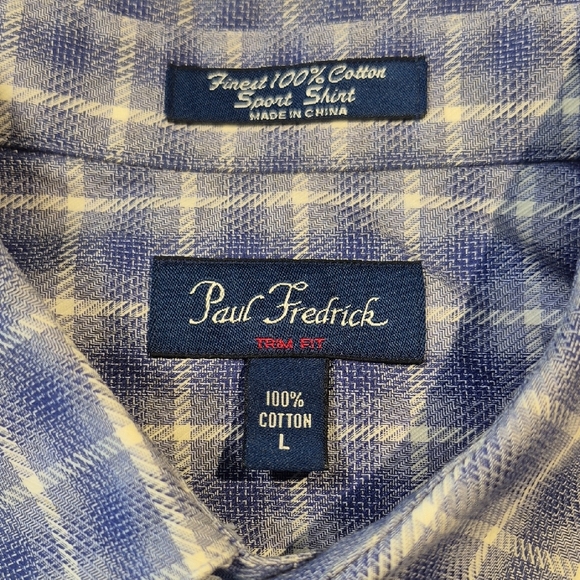 Finest 100% Cotton
Sport Shirt
MADE IN CHINA
Paul Fredrick
TRIM FIT
100%
COTTON
L